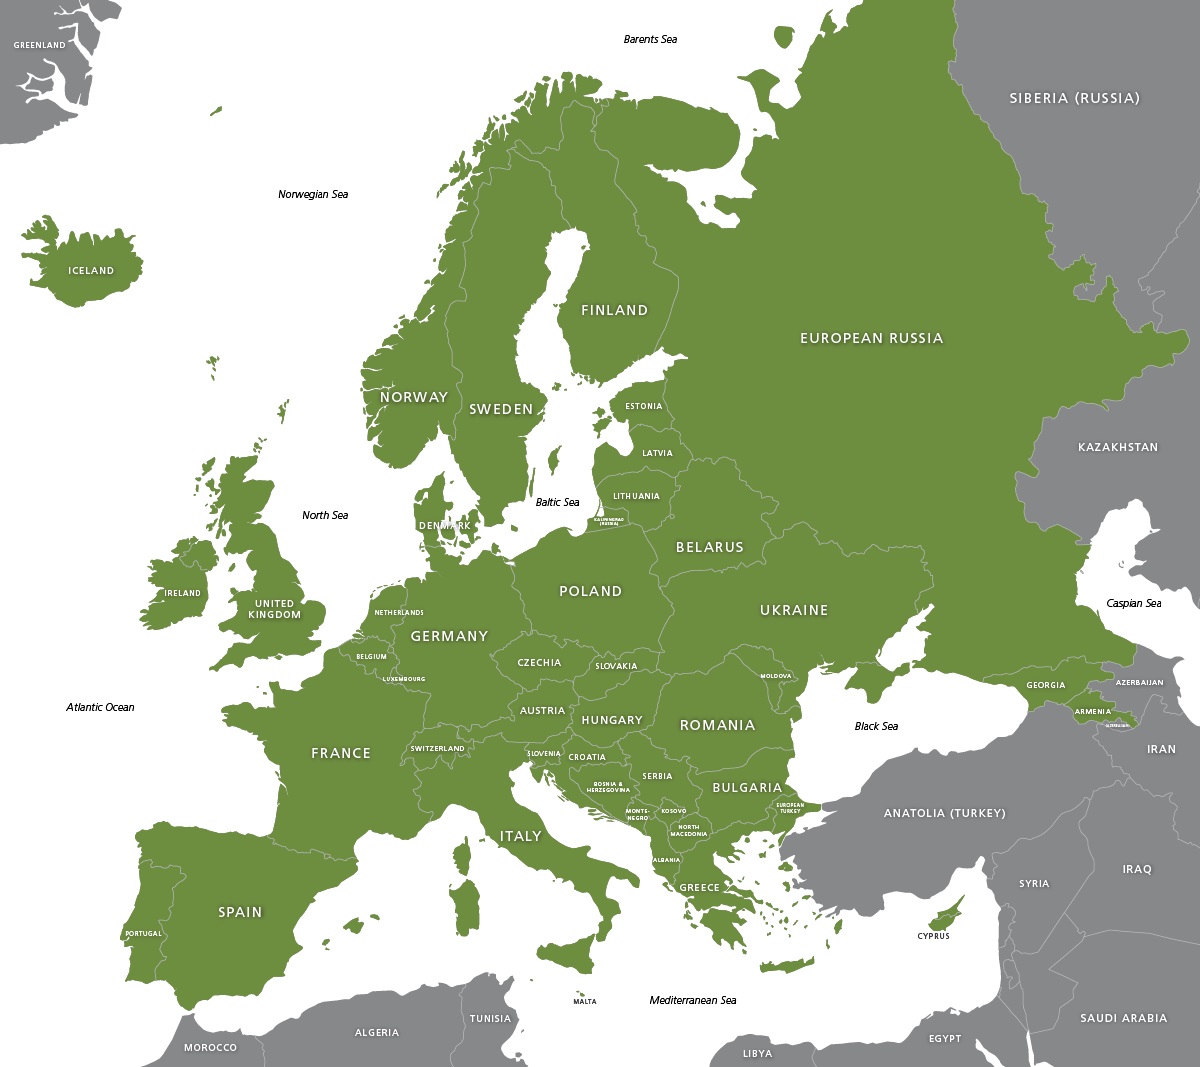 Barents Sea
GREENLAND
SIBERIA (RUSSIA)
Norwegian Sea
ICELAND
FINLAND
EUROPEAN RUSSIA
NORWAY
SWEDEN
ESTONIA
KAZAKHSTAN
LATVIA
LITHUANIA
Baltic Sea
North Sea
KALININGRAD
(RUSSIA)
DENMARK
BELARUS
POLAND
IRELAND
UNITED
KINGDOM
Caspian Sea
UKRAINE
NETHERLANDS
GERMANY
BELGIUM
CZECHIA
SLOVAKIA
LUXEMBOURG
MOLDOVA
GEORGIA
AZERBAIJAN
Atlantic Ocean
AUSTRIA
HUNGARY
ROMANIA
ARMENIA
AZERBAIJAN
Black Sea
FRANCE
SWITZERLAND
SLOVENIA
CROATIA
IRAN
SERBIA
BOSNIA &
HERZEGOVINA
BULGARIA
EUROPEAN
TURKEY
MONTE-
NEGRO
KOSOVO
ANATOLIA (TURKEY)
NORTH
MACEDONIA
ITALY
ALBANIA
IRAQ
GREECE
SYRIA
SPAIN
PORTUGAL
CYPRUS
MALTA
Mediterranean Sea
TUNISIA
SAUDI ARABIA
ALGERIA
EGYPT
MOROCCO
LIBYA